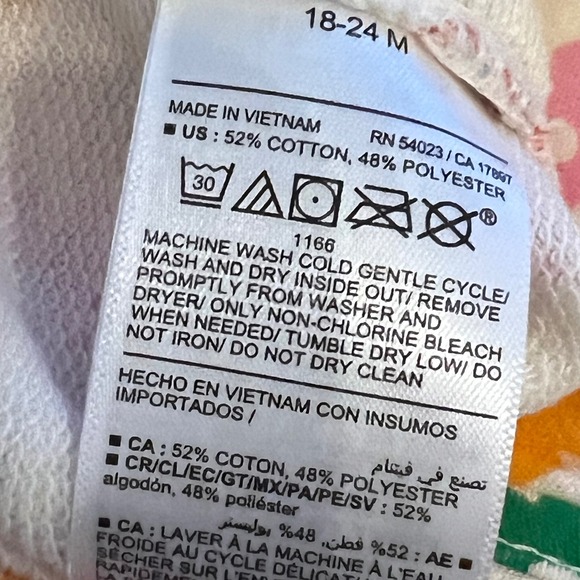 18-24 M
MADE IN VIETNAM RN 54023 / CA 17897
■ US : 52% COTTON, 48% POLYESTER
30 ®
1166
MACHINE WASH COLD GENTLE CYCLE/
WASH AND DRY INSIDE OUT/ REMOVE
PROMPTLY FROM WASHER AND
DRYER/ ONLY NON-CHLORINE BLEACH
WHEN NEEDED/ TUMBLE DRY LOW/ DO
NOT IRON/ DO NOT DRY CLEAN
HECHO EN VIETNAM CON INSUMOS
IMPORTADOS /
تصنع في فيتنام
■ CA : 52% COTON, 48% POLYESTER
■ CR/CL/EC/GT/MX/PA/PE/SV : 52%
algodón, 48% poliéster
■ AE : 52% قطن, 48% بوليستر
■ CA : LAVER À LA MACHINE À L'EAU
FROIDE AU CYCLE DÉLICAT/
SÉCHER SUR L'EN
RAPIDEMEN